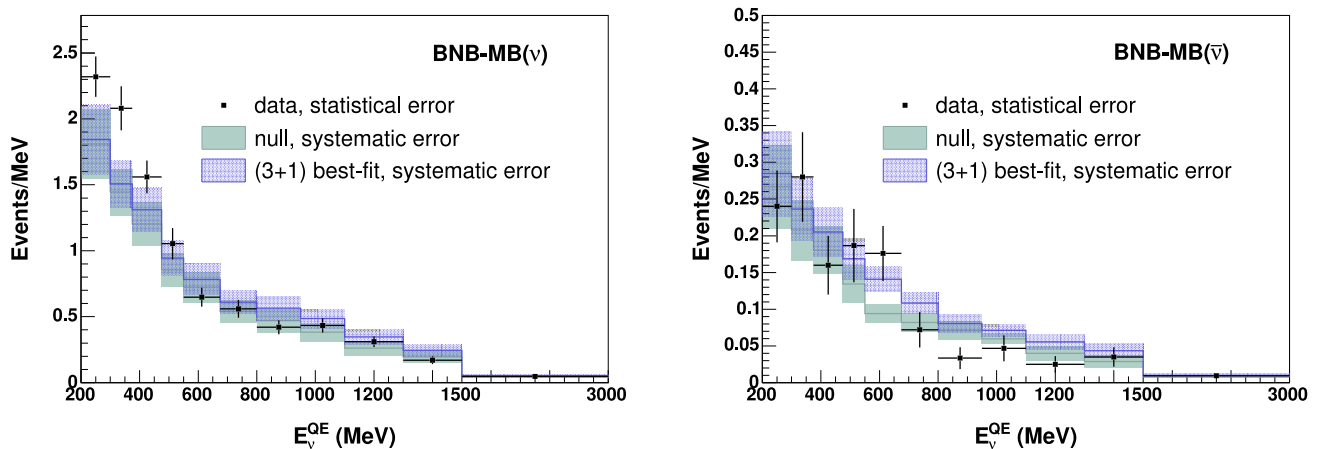 BNB-MB(ν)
data, statistical error
null, systematic error
(3+1) best-fit, systematic error
Events/MeV
2.5
2
1.5
1
0.5
0
200 400 600 800 1000 1200 1500 3000
E_ν^QE (MeV)
BNB-MB(ν̅)
data, statistical error
null, systematic error
(3+1) best-fit, systematic error
Events/MeV
0.5
0.45
0.4
0.35
0.3
0.25
0.2
0.15
0.1
0.05
0
200 400 600 800 1000 1200 1500 3000
E_ν^QE (MeV)